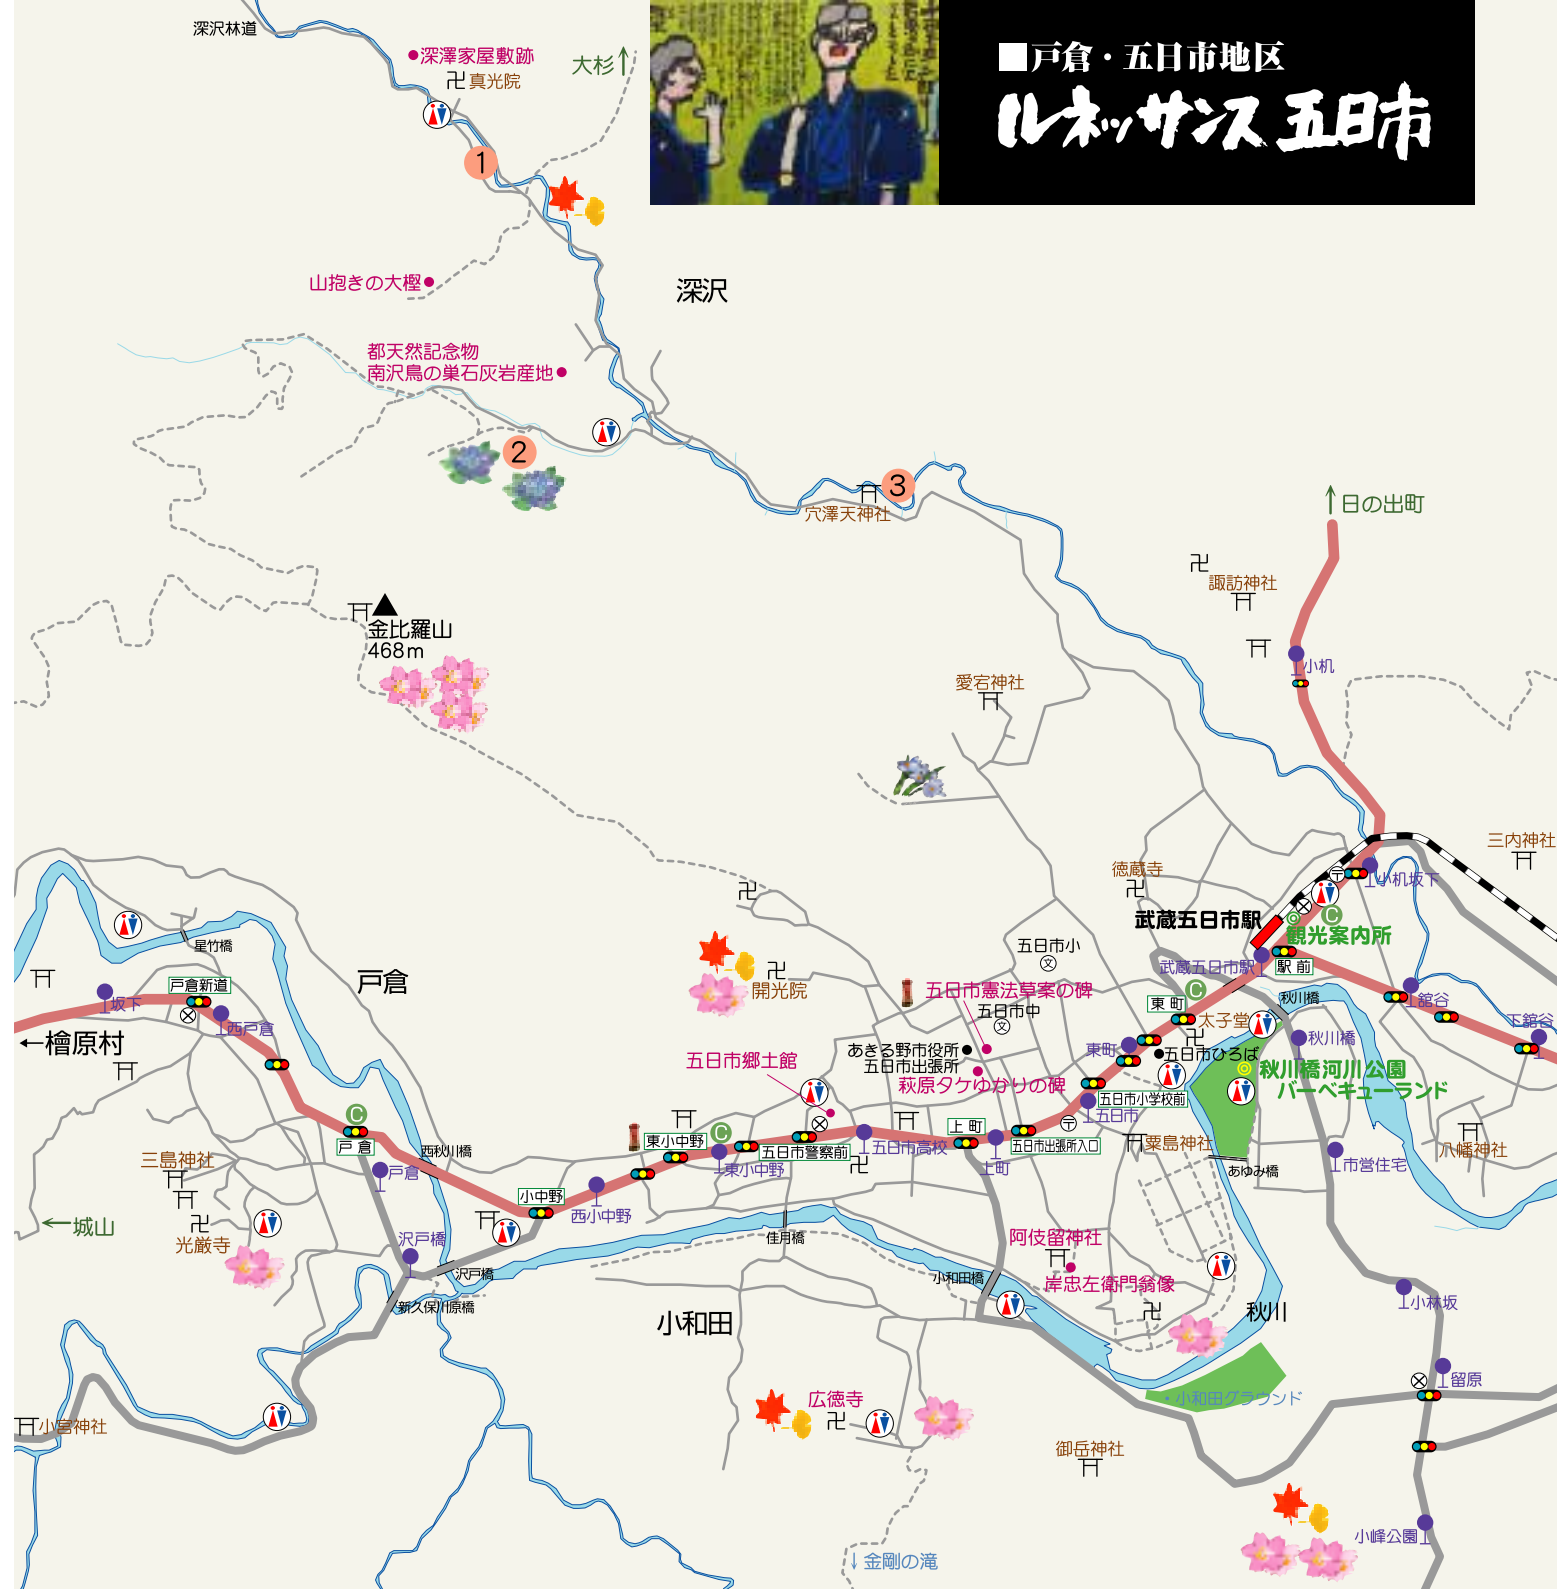 ■戸倉・五日市地区
ルネッサンス五日市
深沢林道
深澤家屋敷跡
卍真光院
大杉↑
1
山抱きの大樫
深沢
都天然記念物
南沢鳥の巣石灰岩産地
2
3
穴澤天神社
↑日の出町
諏訪神社
小机
金比羅山
468m
愛宕神社
三内神社
徳蔵寺
小机坂下
武蔵五日市駅
観光案内所
五日市小
文
武蔵五日市駅
駅前
開光院
五日市憲法草案の碑
五日市中
文
東町
太子堂
秋川橋
舘谷
下舘谷
星竹橋
戸倉
戸倉新道
坂下
西戸倉
←檜原村
あきる野市役所
五日市出張所
東町
五日市ひろば
秋川橋
秋川橋河川公園
バーベキューランド
五日市郷土館
萩原タケゆかりの碑
五日市小学校前
五日市
C
戸倉
西秋川橋
東小中野
C
五日市警察前
五日市高校
上町
五日市出張所入口
粟島神社
八幡神社
三島神社
戸倉
東小中野
上町
あゆみ橋
市営住宅
小中野
西小中野
←城山
光厳寺
沢戸橋
佳月橋
阿伎留神社
沢戸橋
小和田橋
岸忠左衛門翁像
新久保川原橋
小和田
秋川
小林坂
留原
広徳寺
・小和田グラウンド
小宮神社
御岳神社
小峰公園
↓金剛の滝